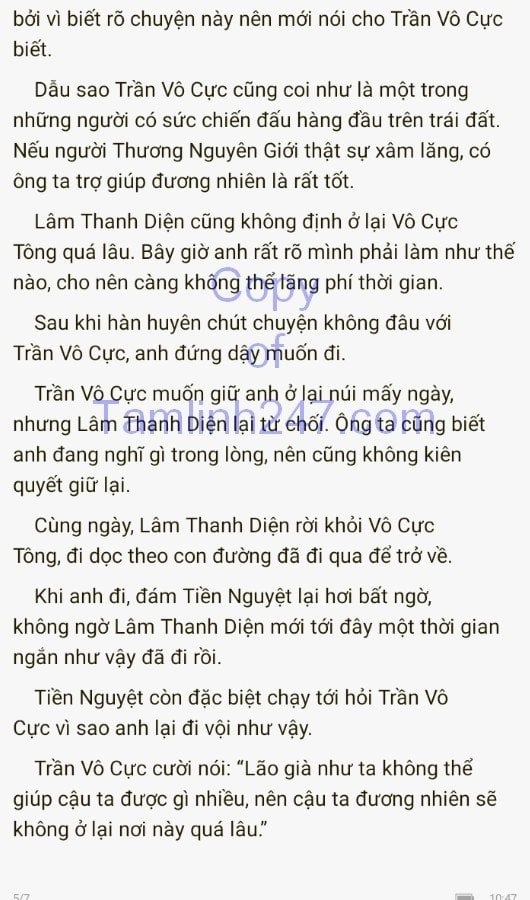 bởi vì biết rõ chuyện này nên mới nói cho Trần Vô Cực
biết.
Dẫu sao Trần Vô Cực cũng coi như là một trong
những người có sức chiến đấu hàng đầu trên trái đất.
Nếu người Thương Nguyên Giới thật sự xâm lăng, có
ông ta trợ giúp đương nhiên là rất tốt.
Lâm Thanh Diện cũng không định ở lại Vô Cực
Tông quá lâu. Bây giờ anh rất rõ mình phải làm như thế
nào, cho nên càng không thể lãng phí thời gian.
Copy
Sau khi hàn huyên chút chuyện không đâu với
Trần Vô Cực, anh đứng dậy muốn đi.
of
Trần Vô Cực muốn giữ anh ở lại núi mấy ngày,
nhưng Lâm Thanh Diện lại từ chối. Ông ta cũng biết
Tamlinh247.com
anh đang nghĩ gì trong lòng, nên cũng không kiên
quyết giữ lại.
Cùng ngày, Lâm Thanh Diện rời khỏi Vô Cực
Tông, đi dọc theo con đường đã đi qua để trở về.
Khi anh đi, đám Tiền Nguyệt lại hơi bất ngờ,
không ngờ Lâm Thanh Diện mới tới đây một thời gian
ngắn như vậy đã đi rồi.
Tiền Nguyệt còn đặc biệt chạy tới hỏi Trần Vô
Cực vì sao anh lại đi vội như vậy.
Trần Vô Cực cười nói: “Lão già như ta không thể
giúp cậu ta được gì nhiều, nên cậu ta đương nhiên sẽ
không ở lại nơi này quá lâu.”
5/7
10:47